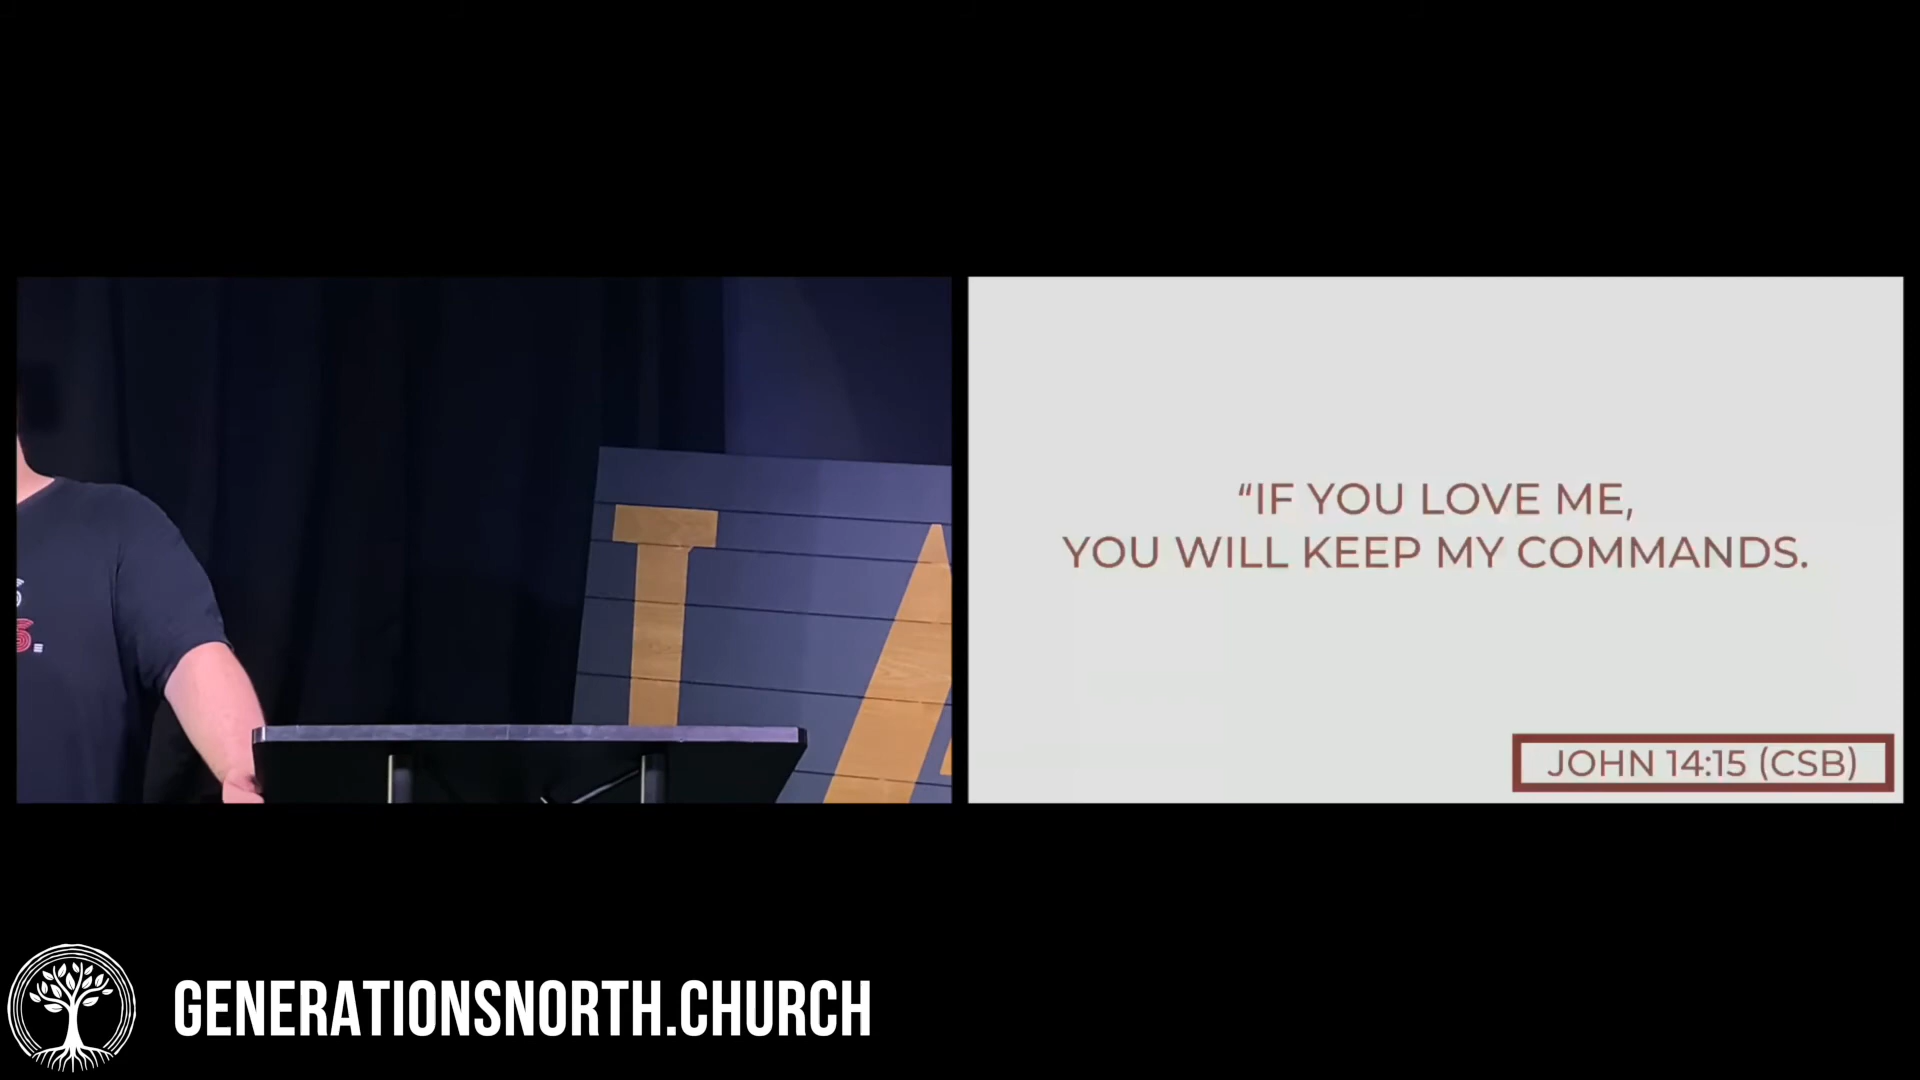 I A
“IF YOU LOVE ME,
YOU WILL KEEP MY COMMANDS.
JOHN 14:15 (CSB)
GENERATIONSNORTH.CHURCH